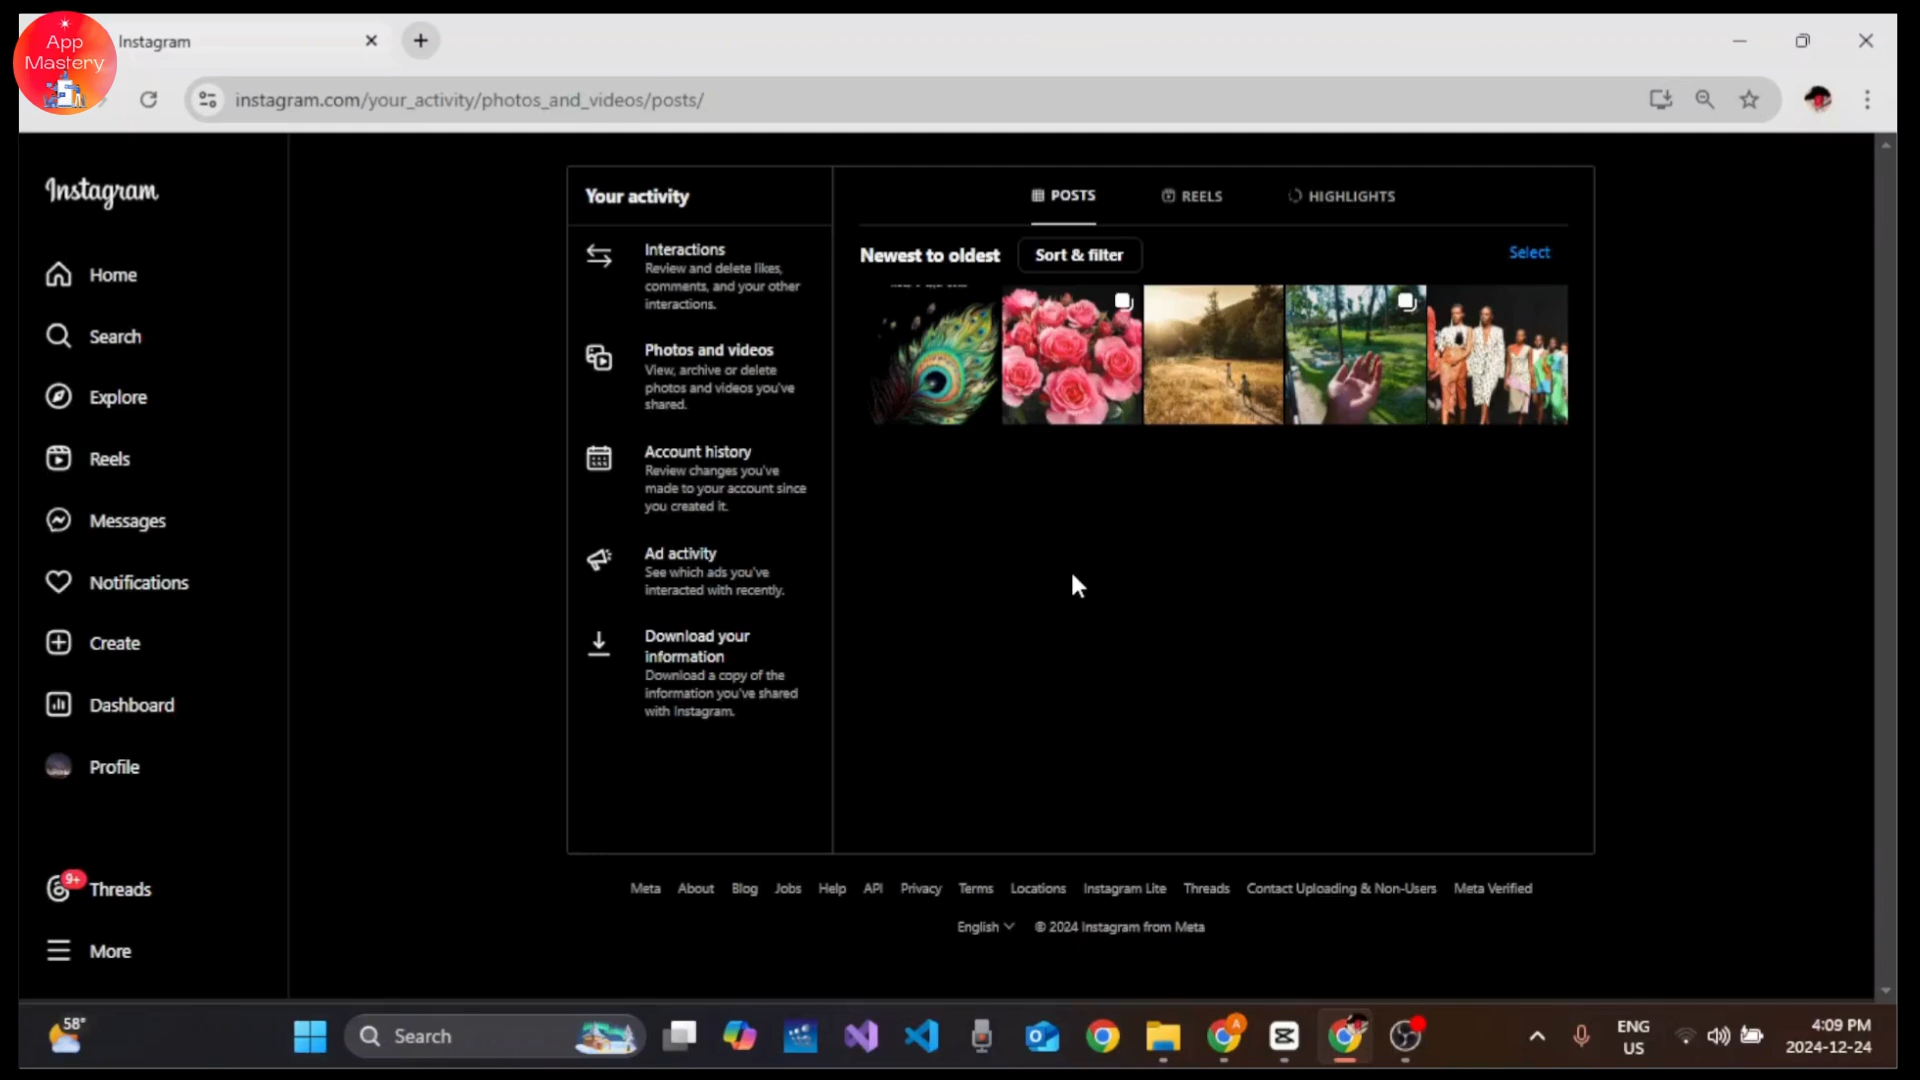 App
Mastery
Instagram
instagram.com/your_activity/photos_and_videos/posts/
Instagram
Home
Search
Explore
Reels
Messages
Notifications
Create
Dashboard
Profile
9+
Threads
More
Your activity
Interactions
Review and delete likes,
comments, and your other
interactions.
Photos and videos
View, archive or delete
photos and videos you've
shared.
Account history
Review changes you've
made to your account since
you created it.
Ad activity
See which ads you've
interacted with recently.
Download your
information
Download a copy of the
information you've shared
with Instagram.
POSTS REELS HIGHLIGHTS
Newest to oldest Sort & filter Select
Meta About Blog Jobs Help API Privacy Terms Locations Instagram Lite Threads Contact Uploading & Non-Users Meta Verified
English © 2024 Instagram from Meta
58°
Search
A
ENG
US
4:09 PM
2024-12-24